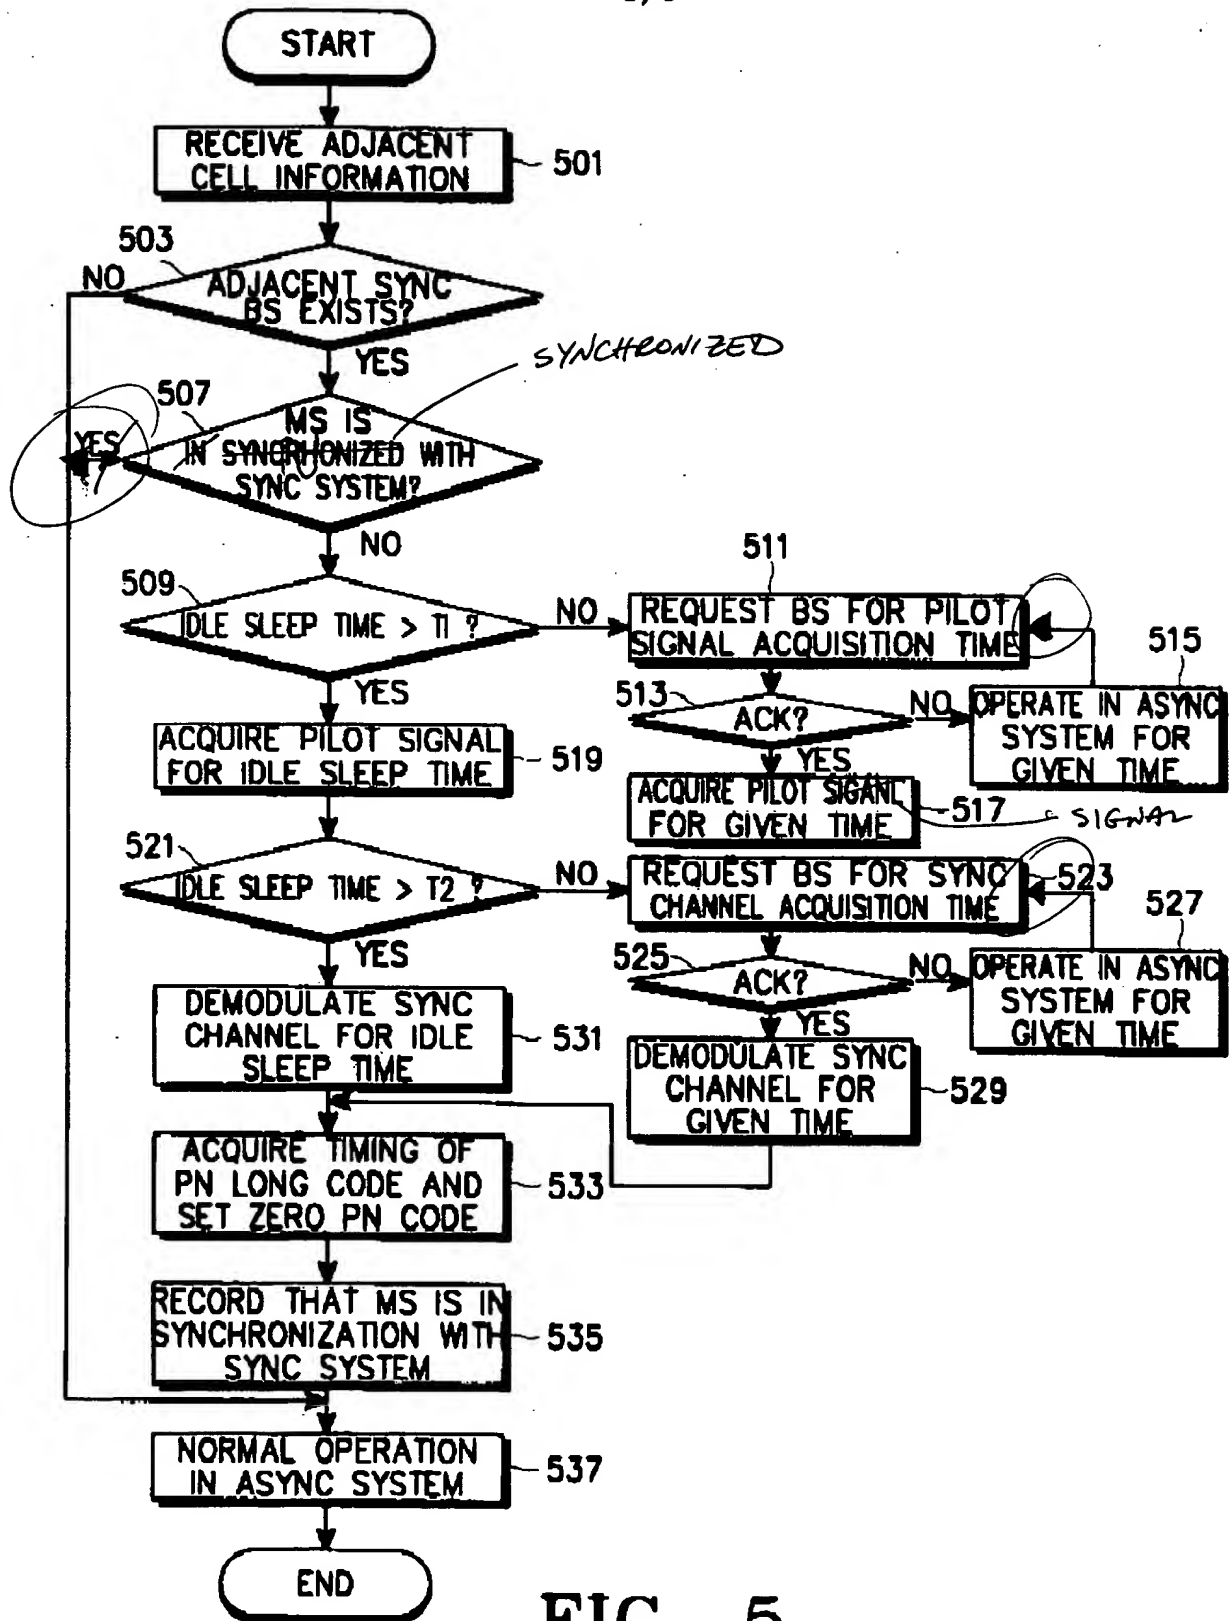 START
RECEIVE ADJACENT
CELL INFORMATION
501
503
NO
ADJACENT SYNC
BS EXISTS?
YES
SYNCHRONIZED
507
YES
MS IS
IN SYNCRHONIZED WITH
SYNC SYSTEM?
NO
509
IDLE SLEEP TIME > T1 ?
NO
511
REQUEST BS FOR PILOT
SIGNAL ACQUISITION TIME
515
YES
513
ACK?
NO
OPERATE IN ASYNC
SYSTEM FOR
GIVEN TIME
ACQUIRE PILOT SIGNAL
FOR IDLE SLEEP TIME
519
YES
ACQUIRE PILOT SIGANL
FOR GIVEN TIME
517
SIGNAL
521
IDLE SLEEP TIME > T2 ?
NO
REQUEST BS FOR SYNC
CHANNEL ACQUISITION TIME
523
527
YES
525
ACK?
NO
OPERATE IN ASYNC
SYSTEM FOR
GIVEN TIME
DEMODULATE SYNC
CHANNEL FOR IDLE
SLEEP TIME
531
YES
DEMODULATE SYNC
CHANNEL FOR
GIVEN TIME
529
ACQUIRE TIMING OF
PN LONG CODE AND
SET ZERO PN CODE
533
RECORD THAT MS IS IN
SYNCHRONIZATION WITH
SYNC SYSTEM
535
NORMAL OPERATION
IN ASYNC SYSTEM
537
END
FIG. 5